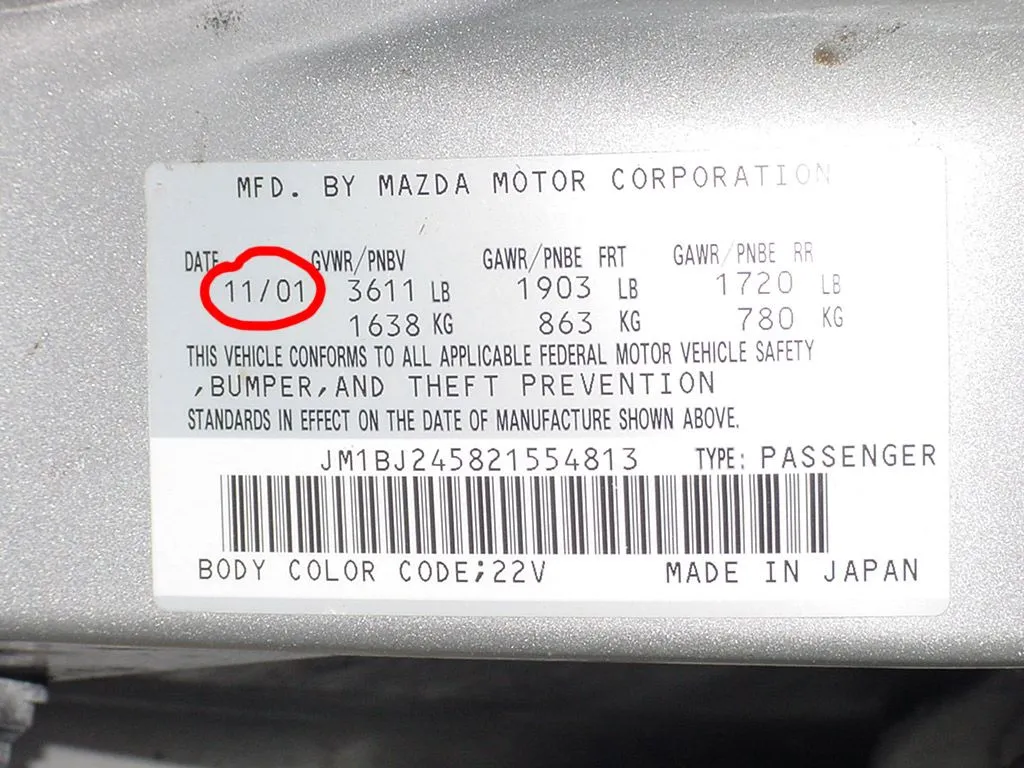 MFD. BY MAZDA MOTOR CORPORATION
DATE GVWR/PNBV GAWR/PNBE FRT GAWR/PNBE RR
11/01 3611 LB 1903 LB 1720 LB
1638 KG 863 KG 780 KG
THIS VEHICLE CONFORMS TO ALL APPLICABLE FEDERAL MOTOR VEHICLE SAFETY
,BUMPER,AND THEFT PREVENTION
STANDARDS IN EFFECT ON THE DATE OF MANUFACTURE SHOWN ABOVE.
JM1BJ245821554813 TYPE: PASSENGER
BODY COLOR CODE;22V MADE IN JAPAN